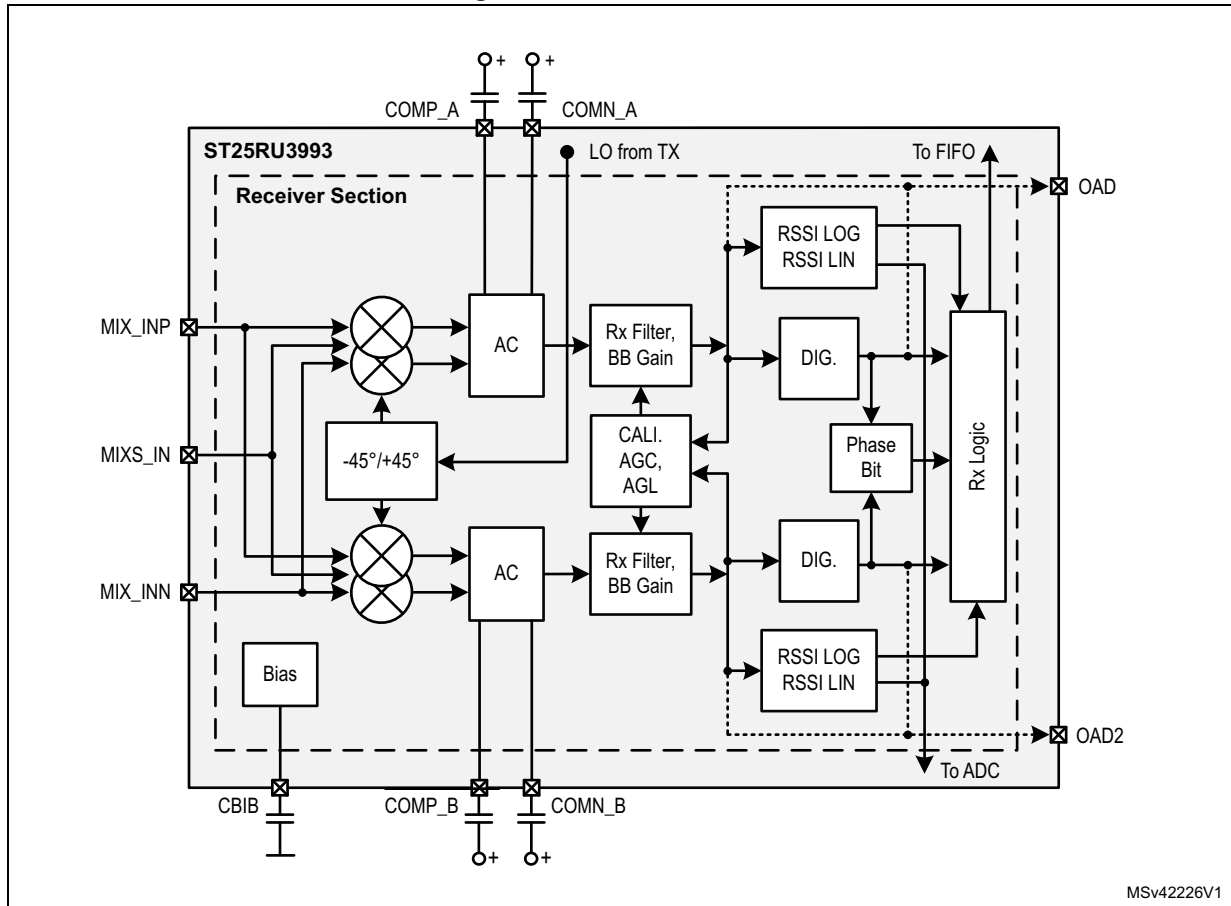 COMP_A
COMN_A
ST25RU3993
LO from TX
To FIFO
OAD
Receiver Section
RSSI LOG
RSSI LIN
MIX_INP
AC
Rx Filter,
BB Gain
DIG.
MIXS_IN
-45°/+45°
CALI.
AGC,
AGL
Phase
Bit
Rx Logic
MIX_INN
AC
Rx Filter,
BB Gain
DIG.
Bias
RSSI LOG
RSSI LIN
OAD2
To ADC
CBIB
COMP_B
COMN_B
MSv42226V1